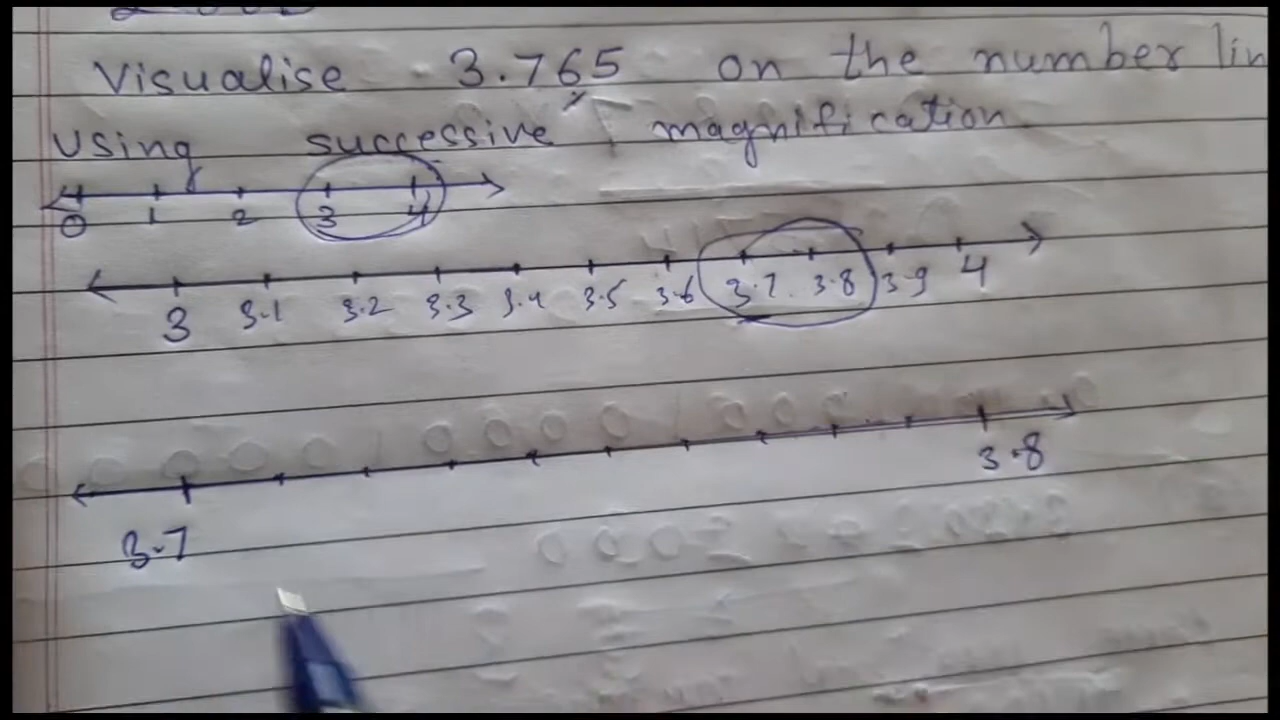 Visualise 3.765 on the number lin
using successive magnification
0 1 2 3 4
3 3.1 3.2 3.3 3.4 3.5 3.6 3.7 3.8 3.9 4
3.7 3.8